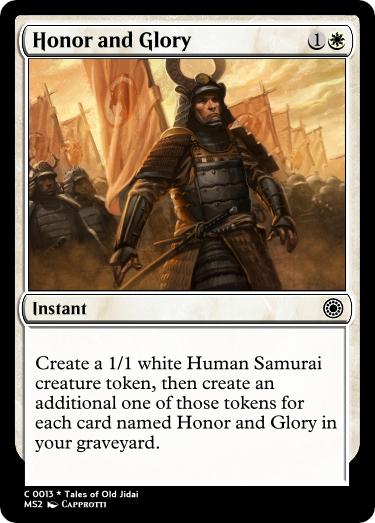 Honor and Glory 1
Instant
Create a 1/1 white Human Samurai
creature token, then create an
additional one of those tokens for
each card named Honor and Glory in
your graveyard.
C 0013 * Tales of Old Jidai
MS2 Capprotti